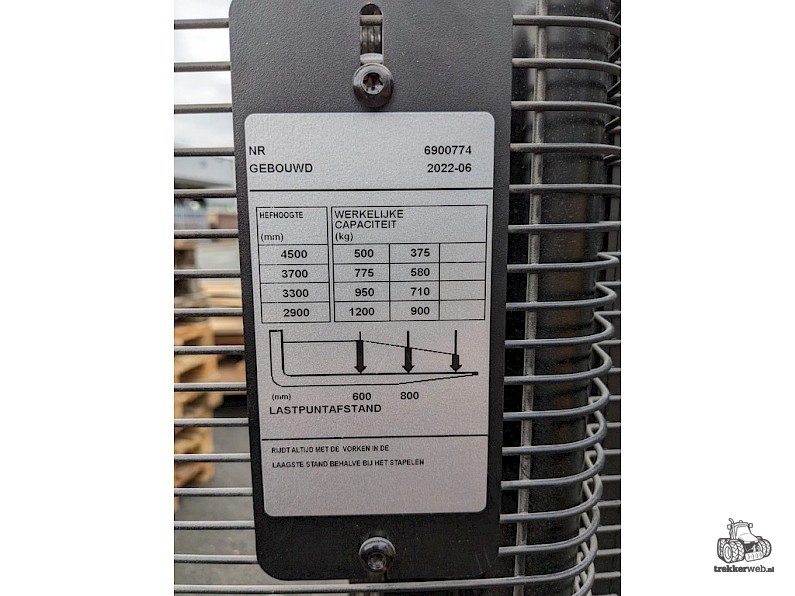 NR 6900774
GEBOUWD 2022-06
HEFHOOGTE
(mm)
WERKELIJKE
CAPACITEIT
(kg)
4500 500 375
3700 775 580
3300 950 710
2900 1200 900
(mm) 600 800
LASTPUNTAFSTAND
RIJDT ALTIJD MET DE VORKEN IN DE
LAAGSTE STAND BEHALVE BIJ HET STAPELEN
trekkerweb.nl